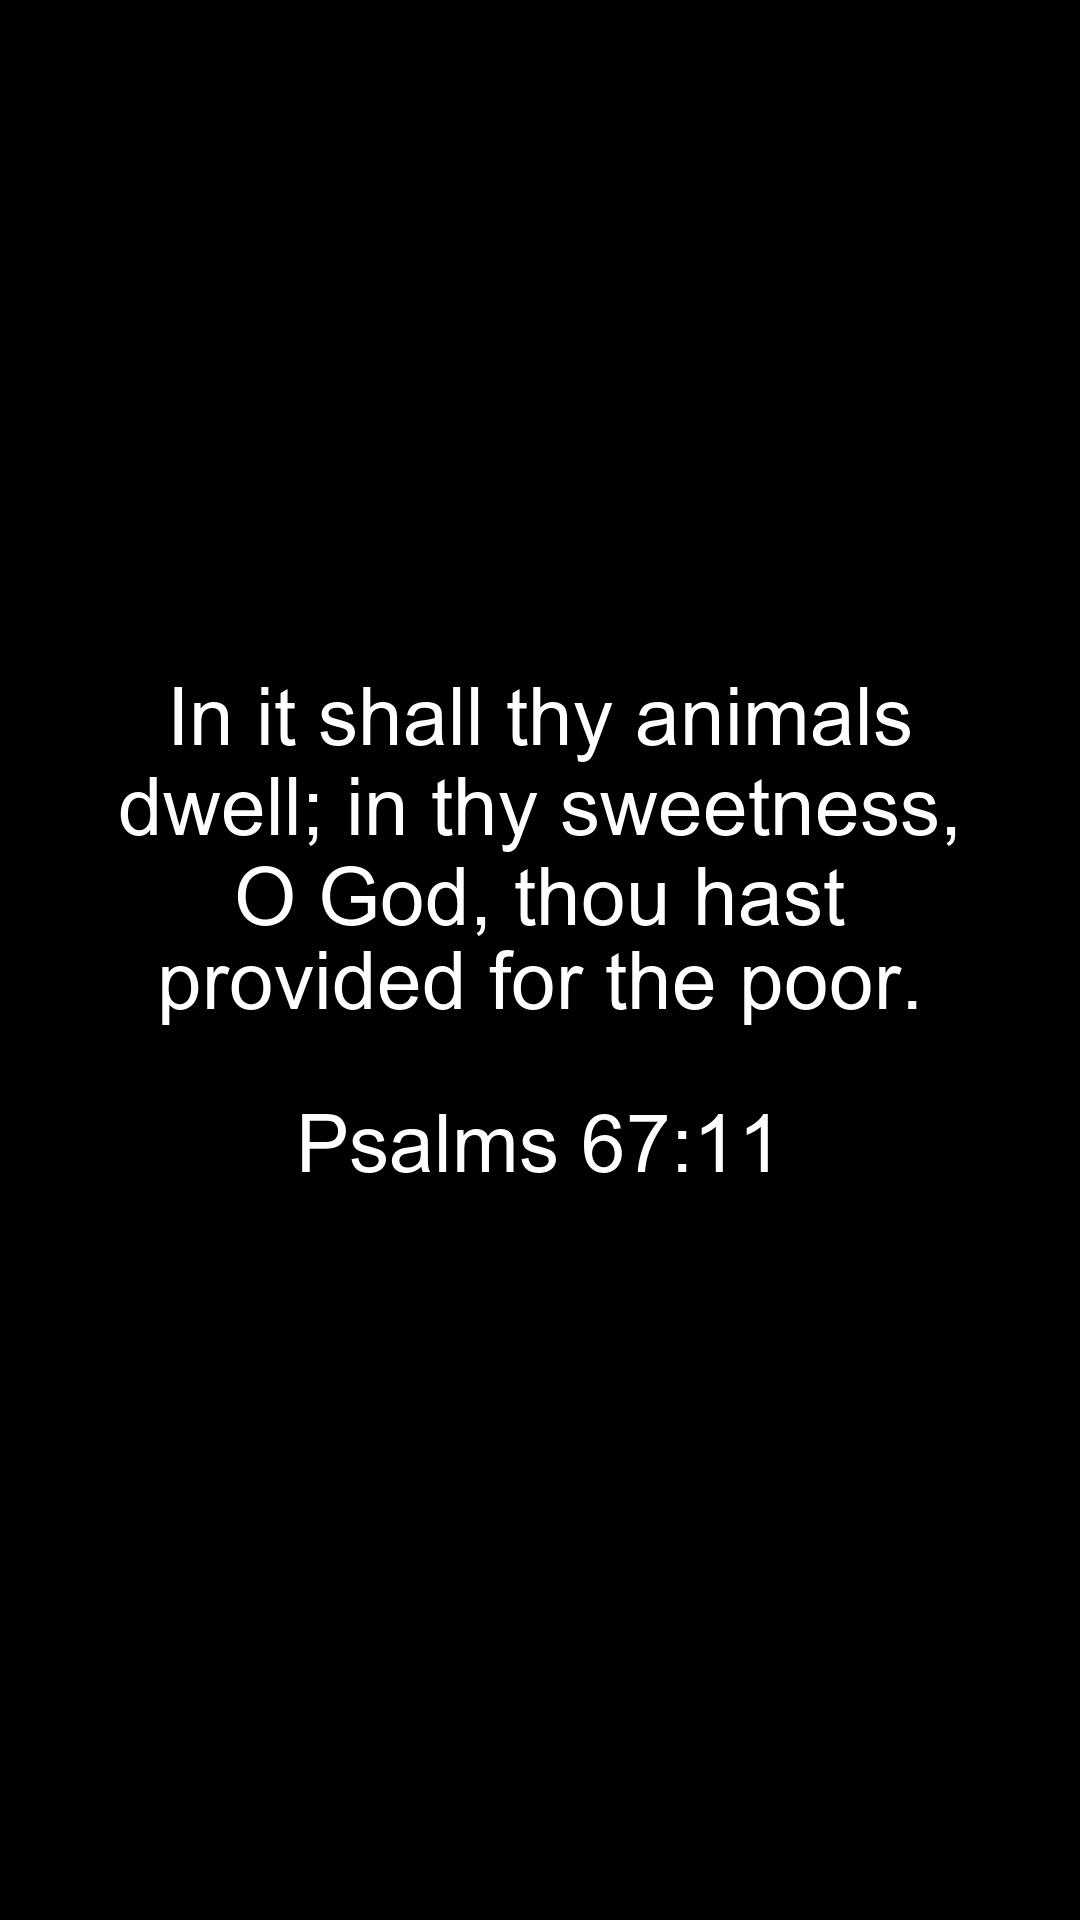 In it shall thy animals
dwell; in thy sweetness,
O God, thou hast
provided for the poor.
Psalms 67:11